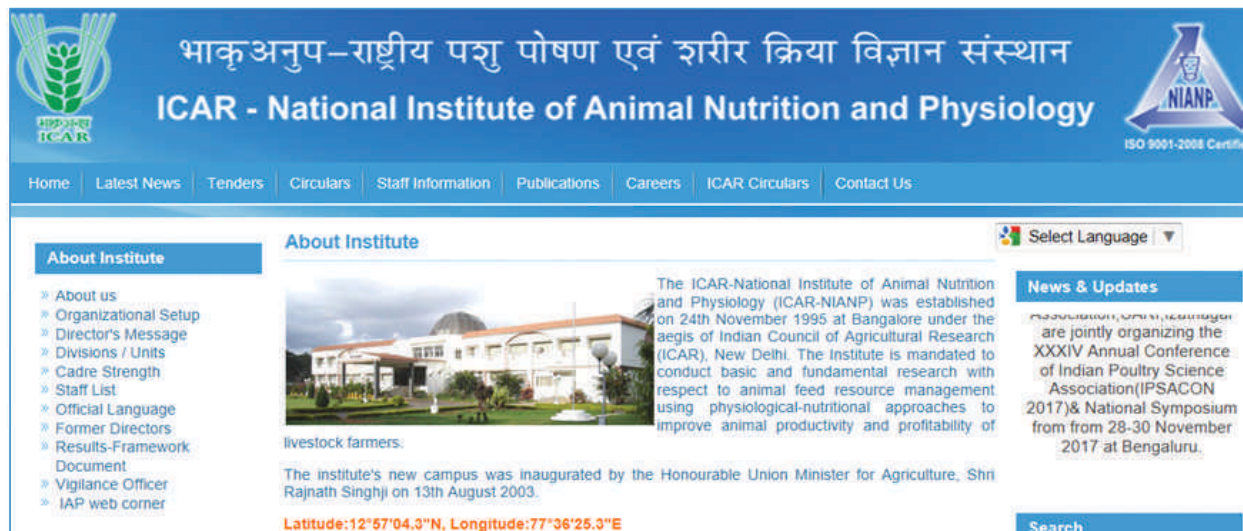 भाकृअनुप–राष्ट्रीय पशु पोषण एवं शरीर क्रिया विज्ञान संस्थान
ICAR - National Institute of Animal Nutrition and Physiology
भाकृअनुप
ICAR
NIANP
ISO 9001-2008
Home
Latest News
Tenders
Circulars
Staff Information
Publications
Careers
ICAR Circulars
Contact Us
About Institute
» About us
» Organizational Setup
» Director's Message
» Divisions / Units
» Cadre Strength
» Staff List
» Official Language
» Former Directors
» Results-Framework
Document
» Vigilance Officer
» IAP web corner
About Institute
The ICAR-National Institute of Animal Nutrition
and Physiology (ICAR-NIANP) was established
on 24th November 1995 at Bangalore under the
aegis of Indian Council of Agricultural Research
(ICAR), New Delhi. The Institute is mandated to
conduct basic and fundamental research with
respect to animal feed resource management
using physiological-nutritional approaches to
improve animal productivity and profitability of
livestock farmers.
The institute's new campus was inaugurated by the Honourable Union Minister for Agriculture, Shri
Rajnath Singhji on 13th August 2003.
Latitude:12°57'04.3"N, Longitude:77°36'25.3"E
Select Language ▼
News & Updates
are jointly organizing the
XXXIV Annual Conference
of Indian Poultry Science
Association(IPSACON
2017)& National Symposium
from from 28-30 November
2017 at Bengaluru.
Search